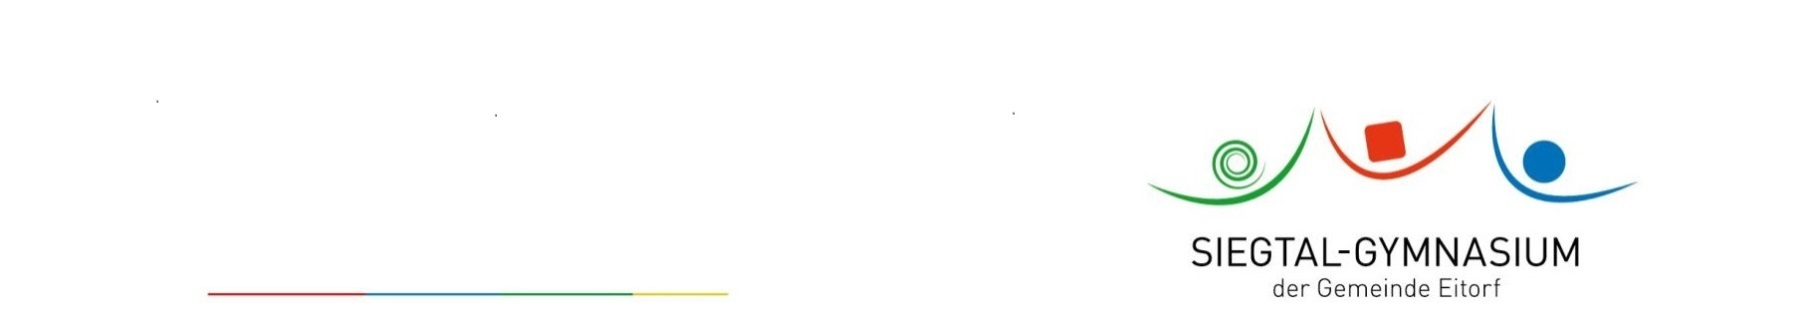 SIEGTAL-GYMNASIUM
der Gemeinde Eitorf